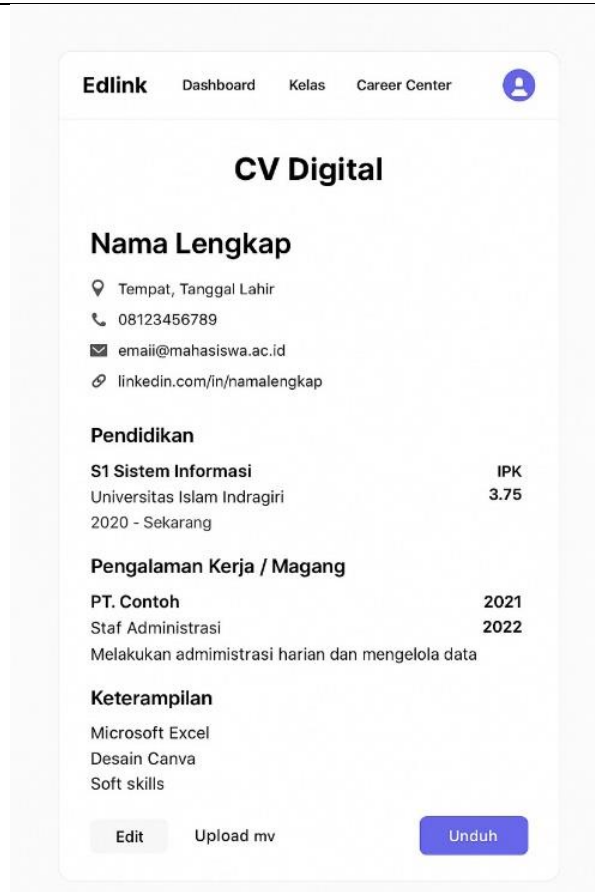 Edlink Dashboard Kelas Career Center
CV Digital
Nama Lengkap
Tempat, Tanggal Lahir
08123456789
emaii@mahasiswa.ac.id
linkedin.com/in/namalengkap
Pendidikan
S1 Sistem Informasi IPK
Universitas Islam Indragiri 3.75
2020 - Sekarang
Pengalaman Kerja / Magang
PT. Contoh 2021
Staf Administrasi 2022
Melakukan admimistrasi harian dan mengelola data
Keterampilan
Microsoft Excel
Desain Canva
Soft skills
Edit Upload mv Unduh